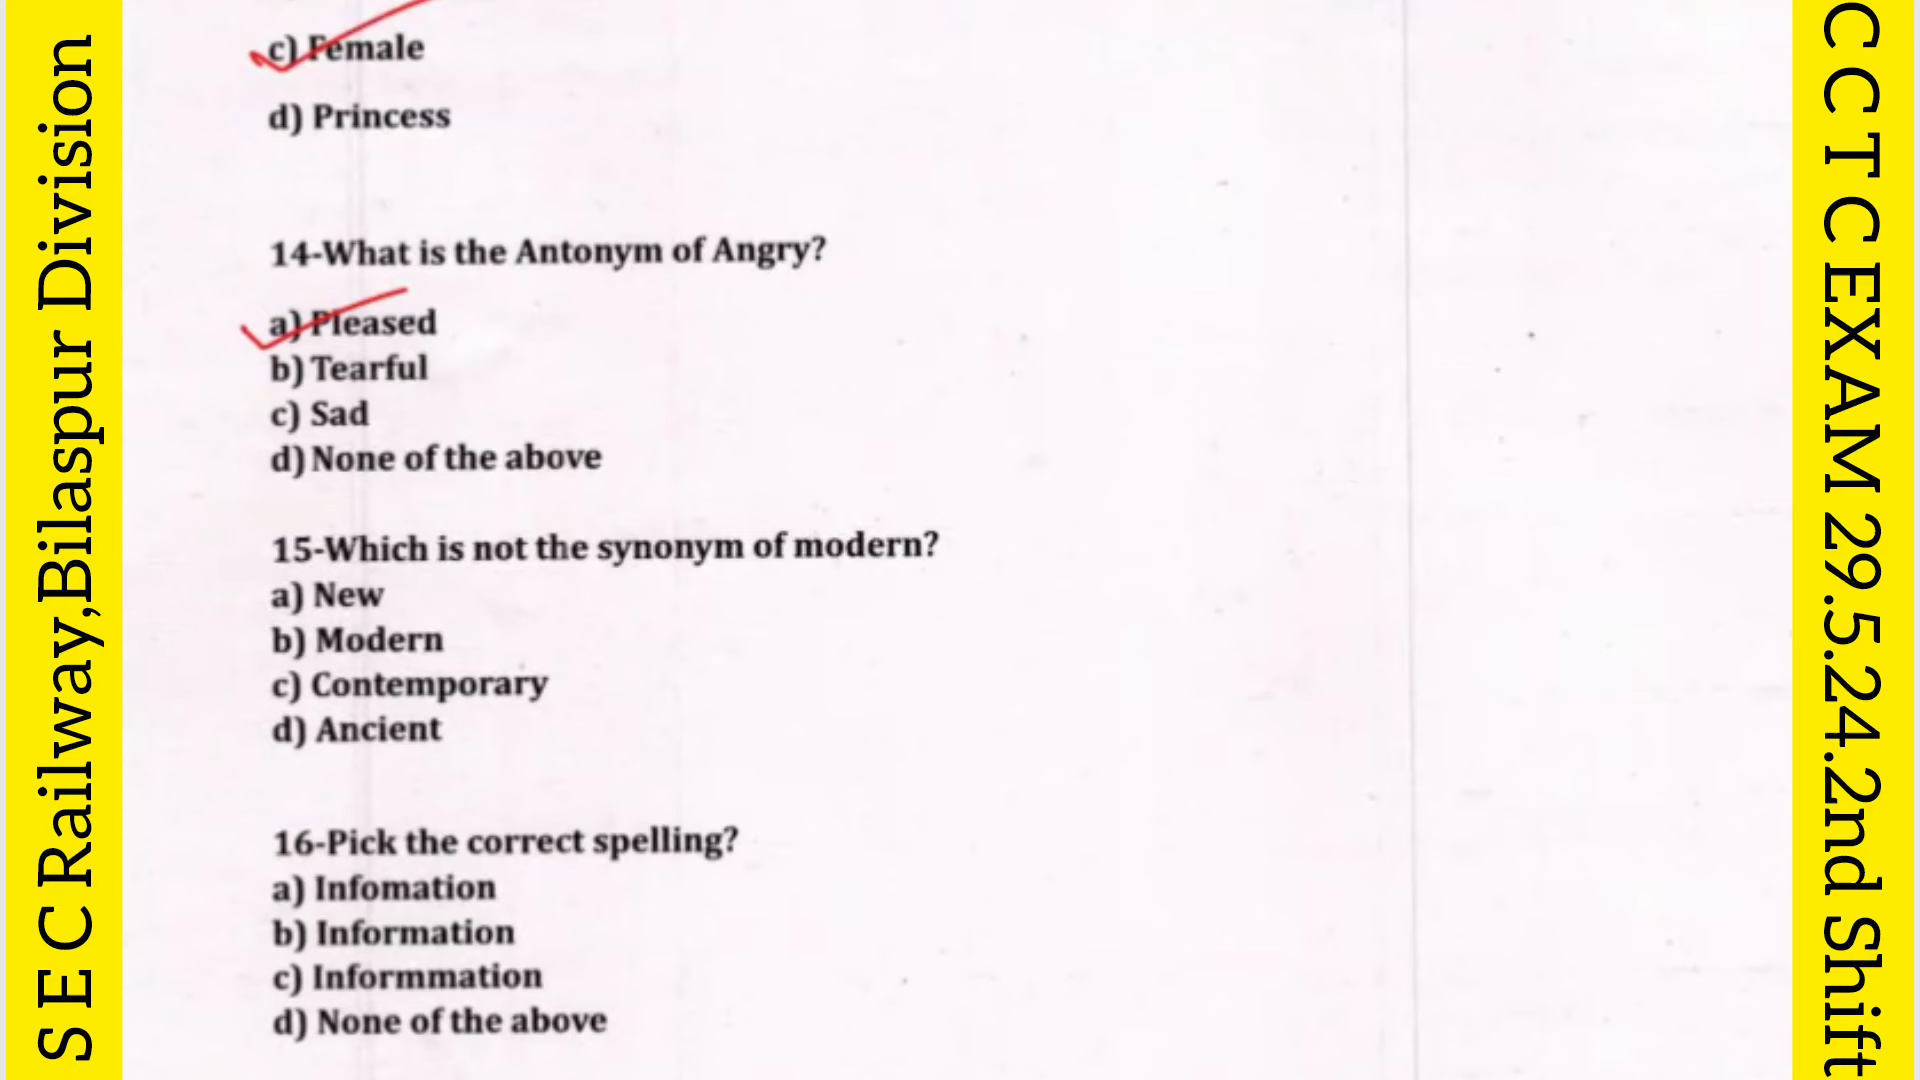 S E C Railway,Bilaspur Division
c) Female
d) Princess
14-What is the Antonym of Angry?
a) Pleased
b) Tearful
c) Sad
d) None of the above
15-Which is not the synonym of modern?
a) New
b) Modern
c) Contemporary
d) Ancient
16-Pick the correct spelling?
a) Infomation
b) Information
c) Informmation
d) None of the above
C C T C EXAM 29.5.24.2nd Shift